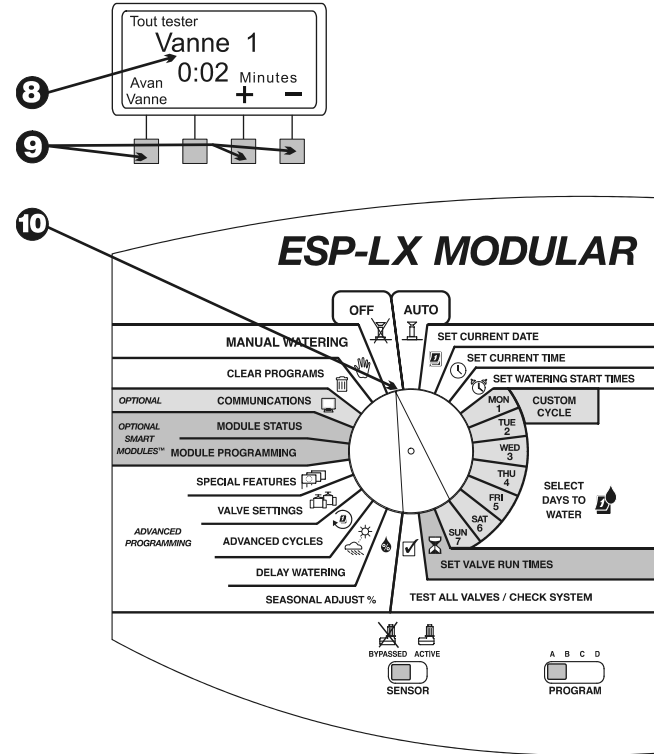 Tout tester
Vanne 1
0:02 Minutes
Avan
Vanne
+ −
8
9
10
ESP-LX MODULAR
OFF
AUTO
MANUAL WATERING
CLEAR PROGRAMS
OPTIONAL
COMMUNICATIONS
OPTIONAL
SMART
MODULES™
MODULE STATUS
MODULE PROGRAMMING
SPECIAL FEATURES
VALVE SETTINGS
ADVANCED
PROGRAMMING
ADVANCED CYCLES
DELAY WATERING
SEASONAL ADJUST %
SET CURRENT DATE
SET CURRENT TIME
SET WATERING START TIMES
CUSTOM
CYCLE
MON
1
TUE
2
WED
3
THU
4
FRI
5
SAT
6
SUN
7
SELECT
DAYS TO
WATER
SET VALVE RUN TIMES
TEST ALL VALVES / CHECK SYSTEM
BYPASSED ACTIVE
SENSOR
A B C D
PROGRAM